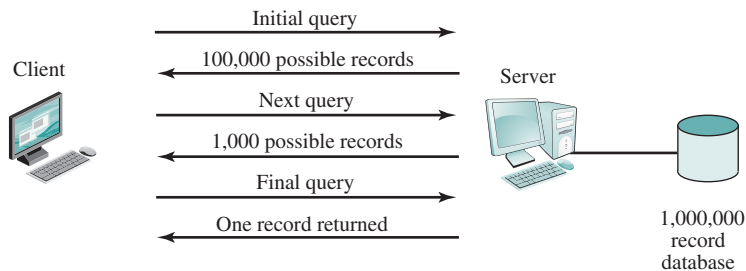 Initial query
100,000 possible records
Client
Server
Next query
1,000 possible records
Final query
One record returned
1,000,000
record
database